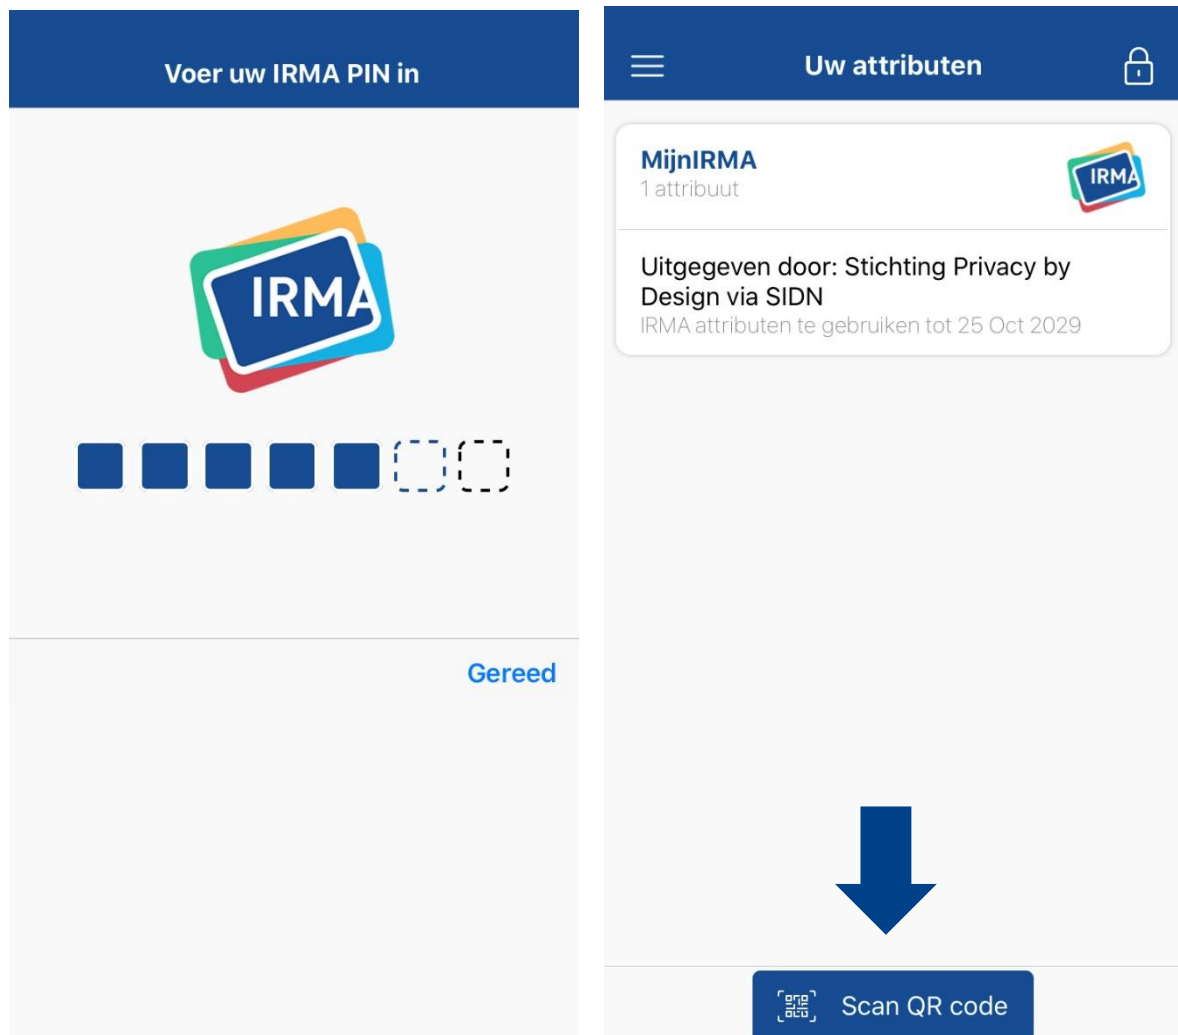 Voer uw IRMA PIN in
IRMA
Gereed
Uw attributen
MijnIRMA
1 attribuut
IRMA
Uitgegeven door: Stichting Privacy by
Design via SIDN
IRMA attributen te gebruiken tot 25 Oct 2029
Scan QR code